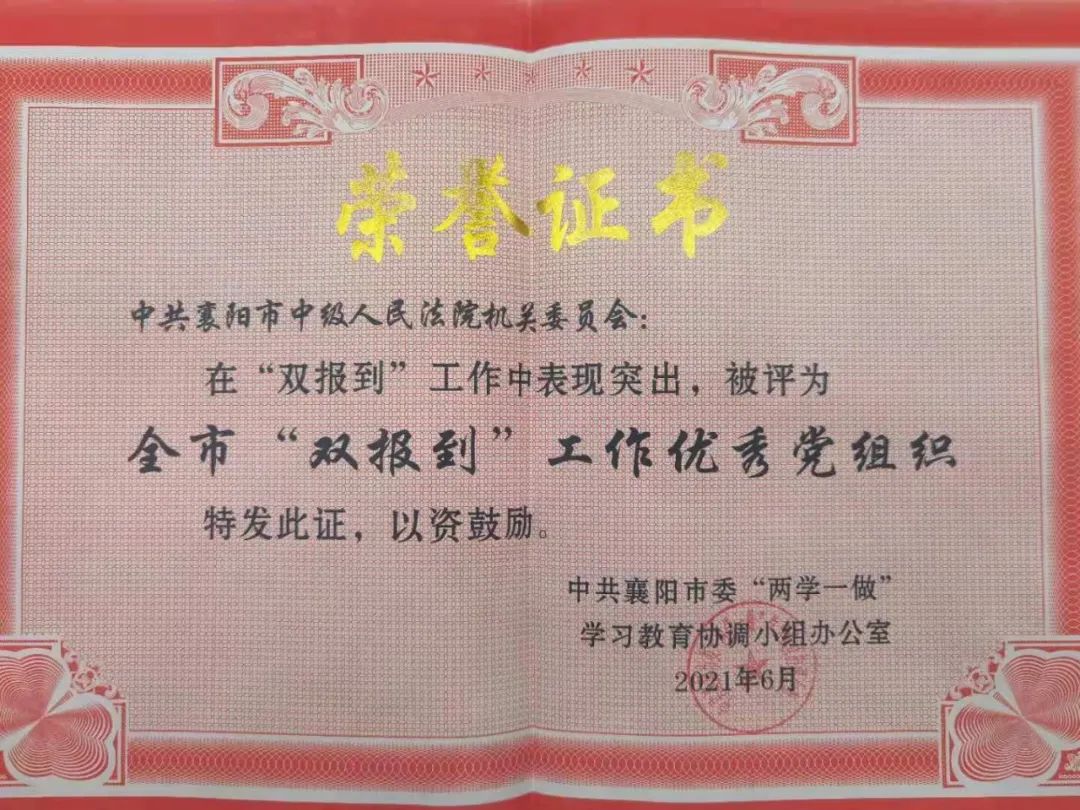 荣誉证书
中共襄阳市中级人民法院机关委员会：
在“双报到”工作中表现突出，被评为
全市“双报到”工作优秀党组织
特发此证，以资鼓励。
中共襄阳市委“两学一做”
学习教育协调小组办公室
2021年6月